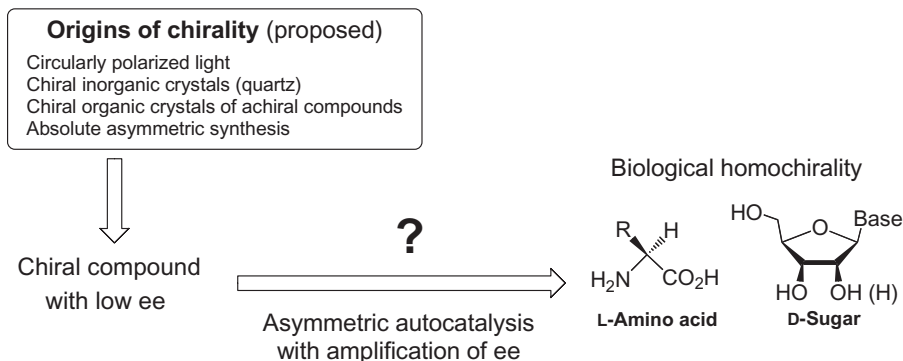 Origins of chirality (proposed)
Circularly polarized light
Chiral inorganic crystals (quartz)
Chiral organic crystals of achiral compounds
Absolute asymmetric synthesis
Chiral compound
with low ee
?
Asymmetric autocatalysis
with amplification of ee
Biological homochirality
R
H
H₂N
CO₂H
L-Amino acid
HO
O
Base
HO
OH (H)
D-Sugar